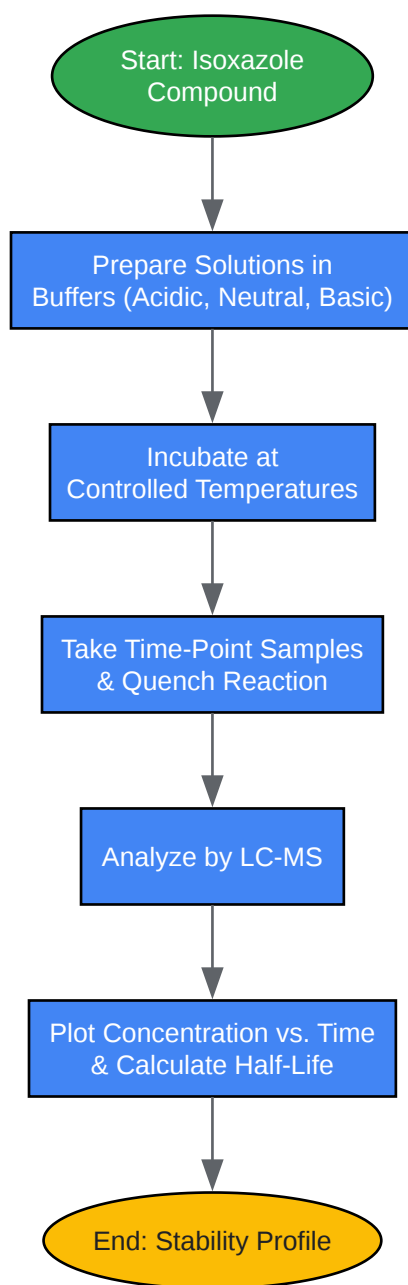 Start: Isoxazole
Compound
Prepare Solutions in
Buffers (Acidic, Neutral, Basic)
Incubate at
Controlled Temperatures
Take Time-Point Samples
& Quench Reaction
Analyze by LC-MS
Plot Concentration vs. Time
& Calculate Half-Life
End: Stability Profile